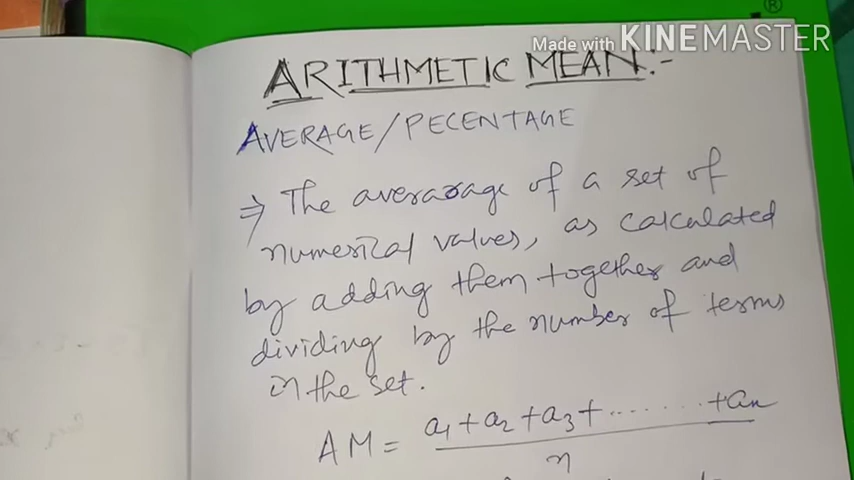 ®
Made with KINEMASTER
ARITHMETIC MEAN:-
AVERAGE/PECENTAGE
⇒ The averarage of a set of
numerical values, as calculated
by adding them together and
dividing by the number of terms
in the set.
AM = a1 + a2 + a3 + ........ + an
n